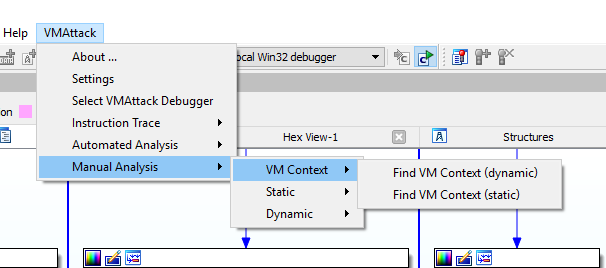 Help VMAttack
About ...
Settings
ocal Win32 debugger
Select VMAttack Debugger
on
Instruction Trace
Automated Analysis
Hex View-1
Structures
Manual Analysis
VM Context
Static
Dynamic
Find VM Context (dynamic)
Find VM Context (static)